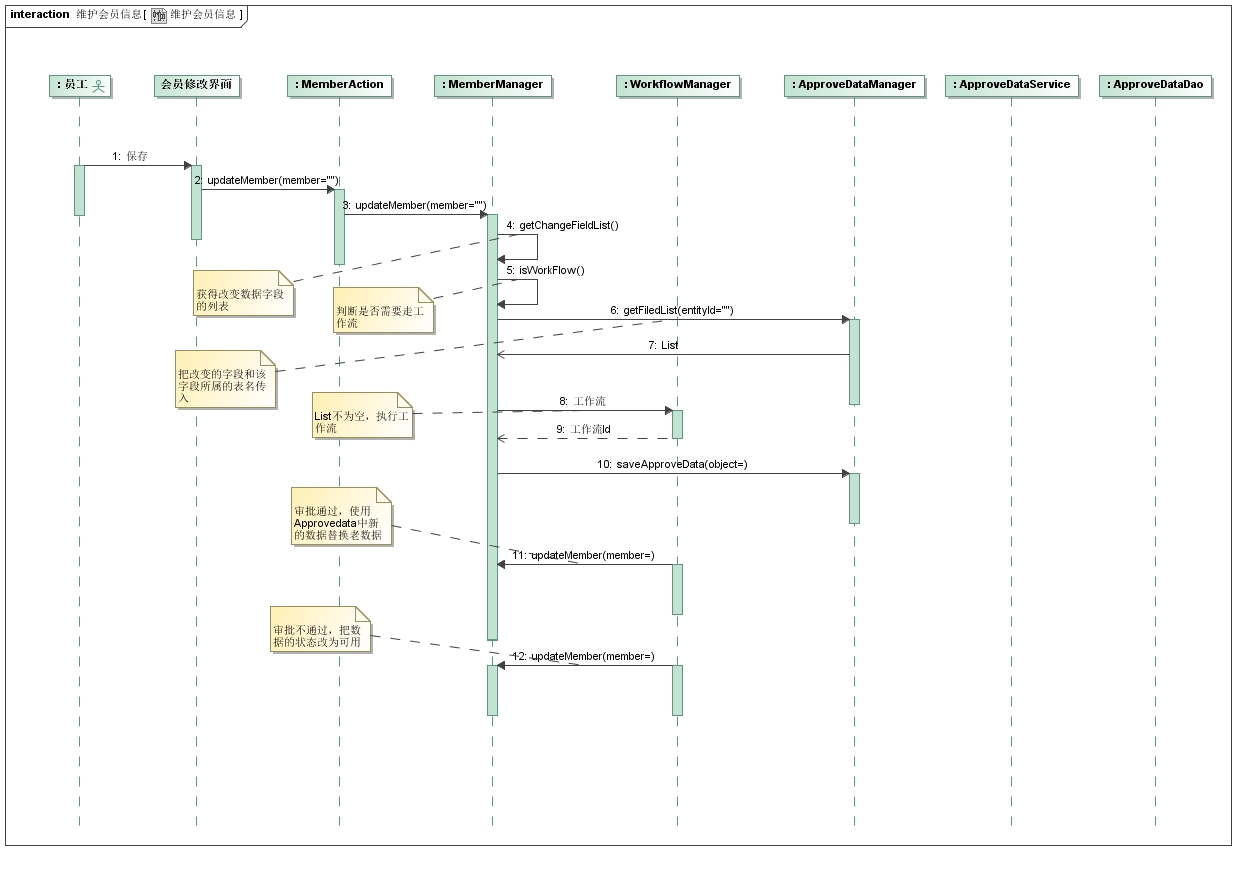 interaction 维护会员信息[ 维护会员信息 ]
: 员工
会员修改界面
: MemberAction
: MemberManager
: WorkflowManager
: ApproveDataManager
: ApproveDataService
: ApproveDataDao
1: 保存
2: updateMember(member="")
3: updateMember(member="")
4: getChangeFieldList()
5: isWorkFlow()
获得改变数据字段
的列表
判断是否需要走工
作流
6: getFiledList(entityId="")
7: List
把改变的字段和该
字段所属的表名传
入
8: 工作流
List不为空，执行工
作流
9: 工作流Id
10: saveApproveData(object=)
审批通过，使用
Approvedata中新
的数据替换老数据
11: updateMember(member=)
审批不通过，把数
据的状态改为可用
12: updateMember(member=)